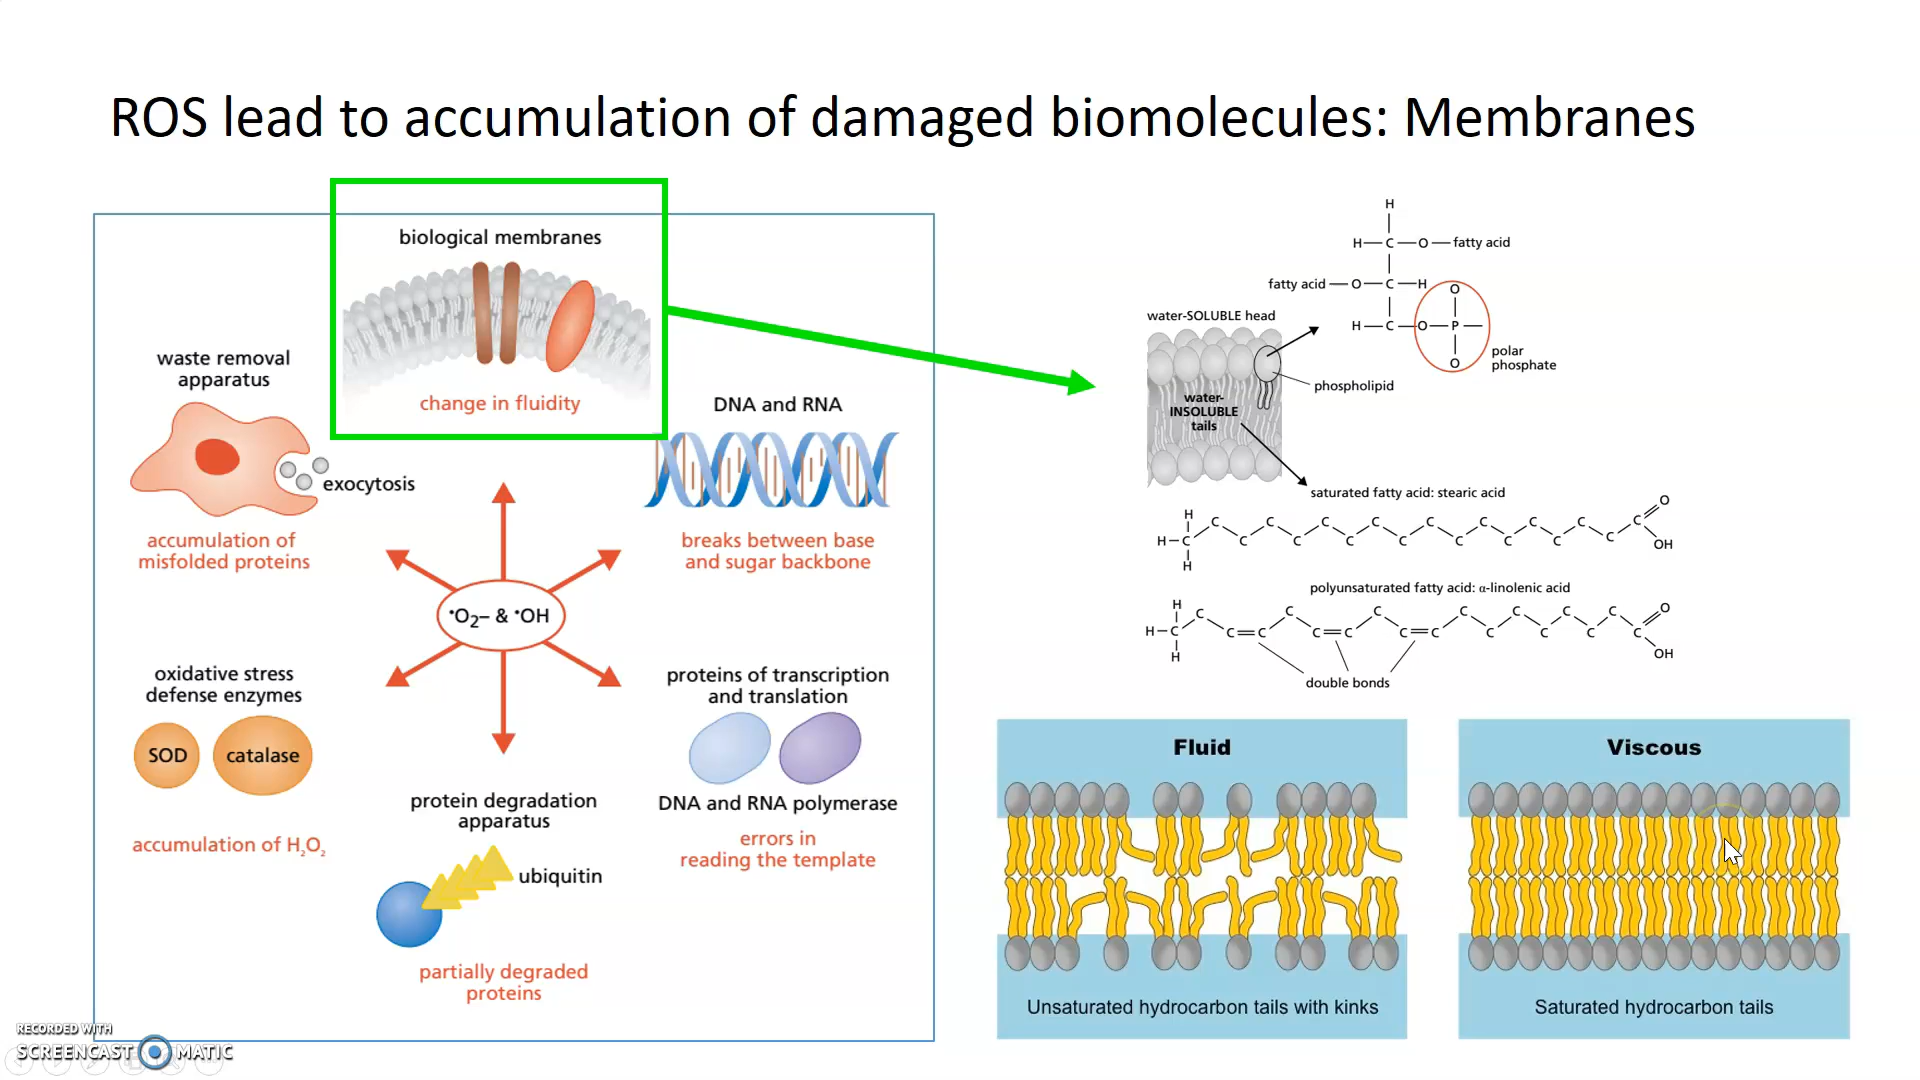 ROS lead to accumulation of damaged biomolecules: Membranes
biological membranes
change in fluidity
waste removal
apparatus
exocytosis
accumulation of
misfolded proteins
DNA and RNA
breaks between base
and sugar backbone
•O2– & •OH
oxidative stress
defense enzymes
SOD
catalase
accumulation of H2O2
proteins of transcription
and translation
DNA and RNA polymerase
errors in
reading the template
protein degradation
apparatus
ubiquitin
partially degraded
proteins
H
H—C—O—fatty acid
fatty acid—O—C—H
H—C—O—P—
O
O
polar
phosphate
water-SOLUBLE head
phospholipid
water-
INSOLUBLE
tails
saturated fatty acid: stearic acid
H
H—C C C C C C C C C C C C C C C C C C O
H
OH
polyunsaturated fatty acid: α-linolenic acid
H
H—C C C=C C C=C C C=C C C C C C C C C O
H
OH
double bonds
Fluid
Unsaturated hydrocarbon tails with kinks
Viscous
Saturated hydrocarbon tails
RECORDED WITH
SCREENCAST MATIC